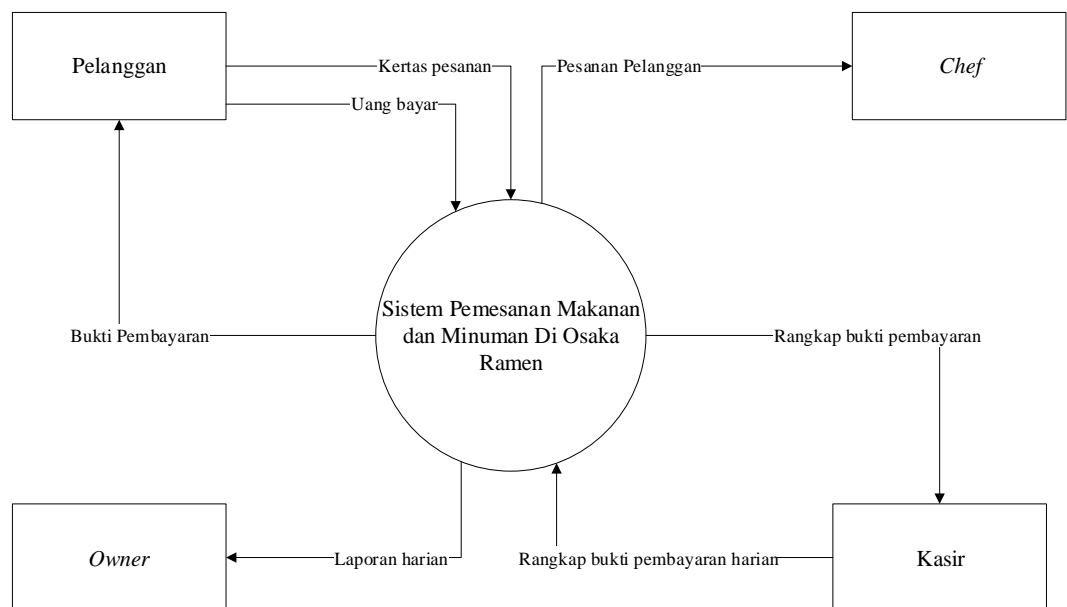 Pelanggan
Kertas pesanan
Pesanan Pelanggan
Chef
Uang bayar
Sistem Pemesanan Makanan
dan Minuman Di Osaka
Ramen
Bukti Pembayaran
Rangkap bukti pembayaran
Owner
Laporan harian
Rangkap bukti pembayaran harian
Kasir